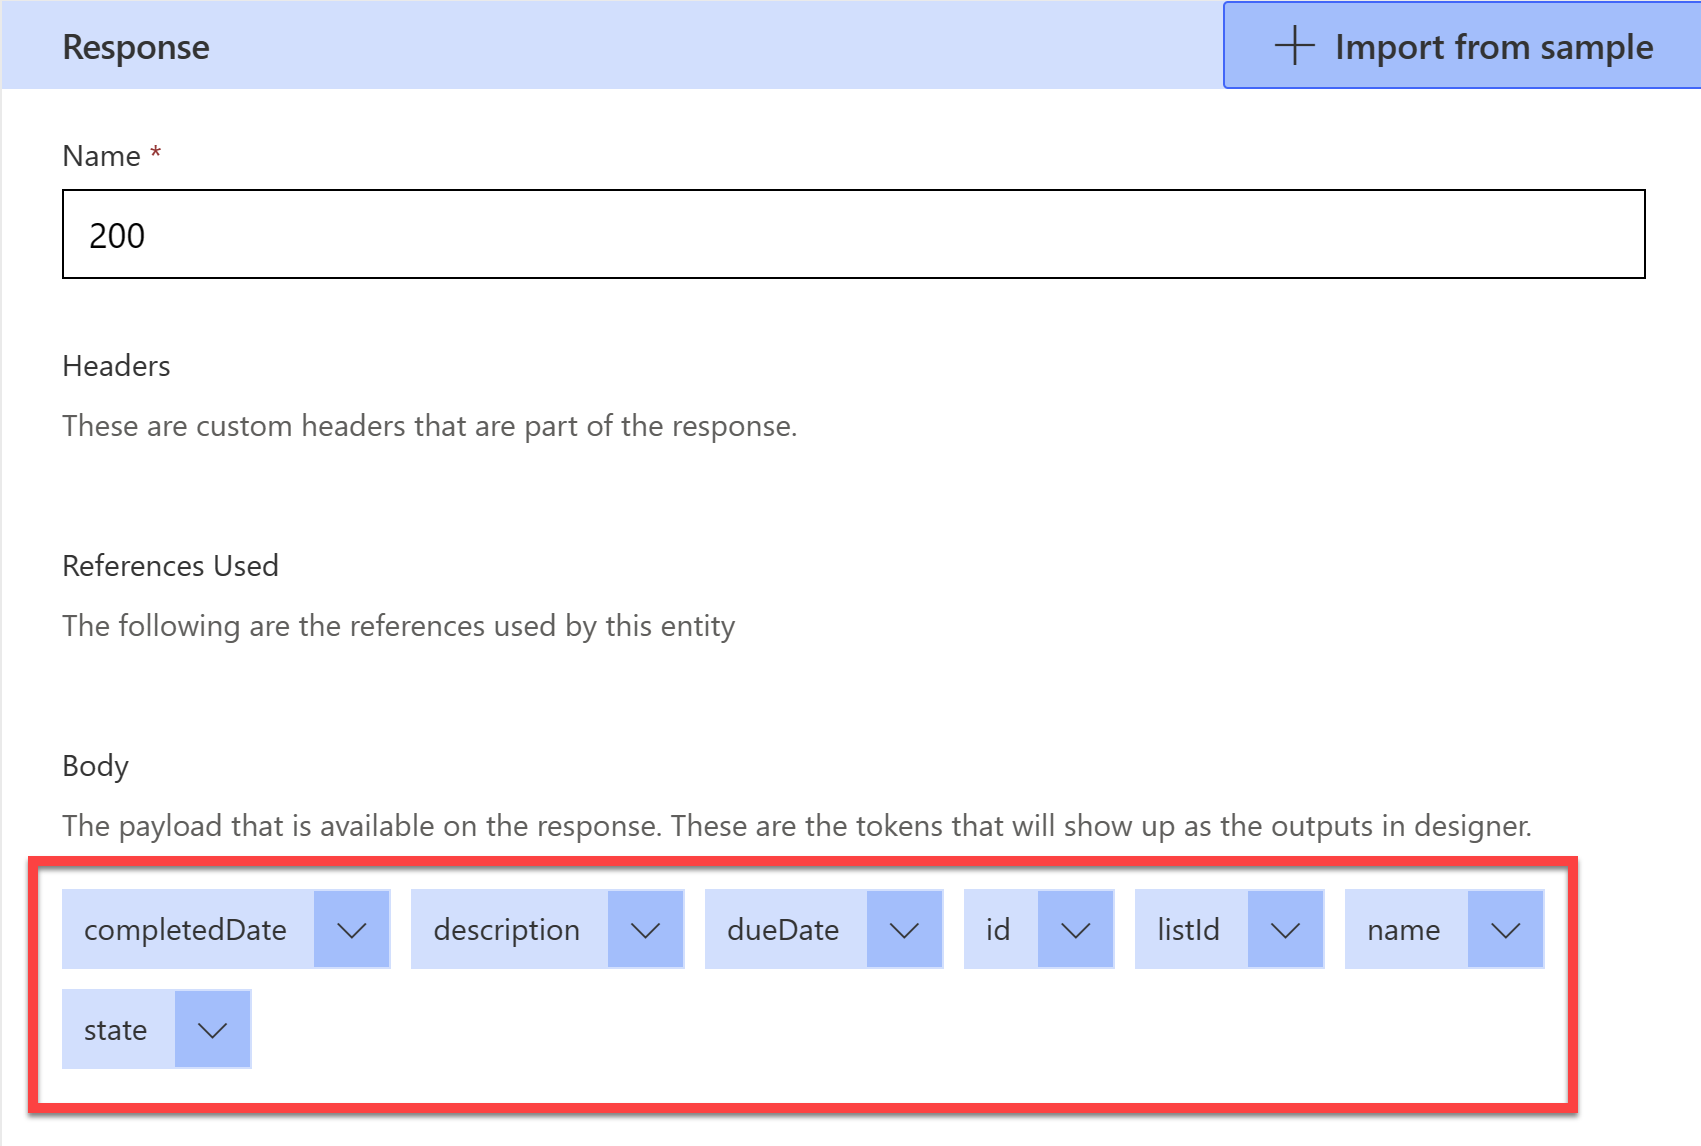 Response
Import from sample
Name *
200
Headers
These are custom headers that are part of the response.
References Used
The following are the references used by this entity
Body
The payload that is available on the response. These are the tokens that will show up as the outputs in designer.
completedDate description dueDate id listId name
state